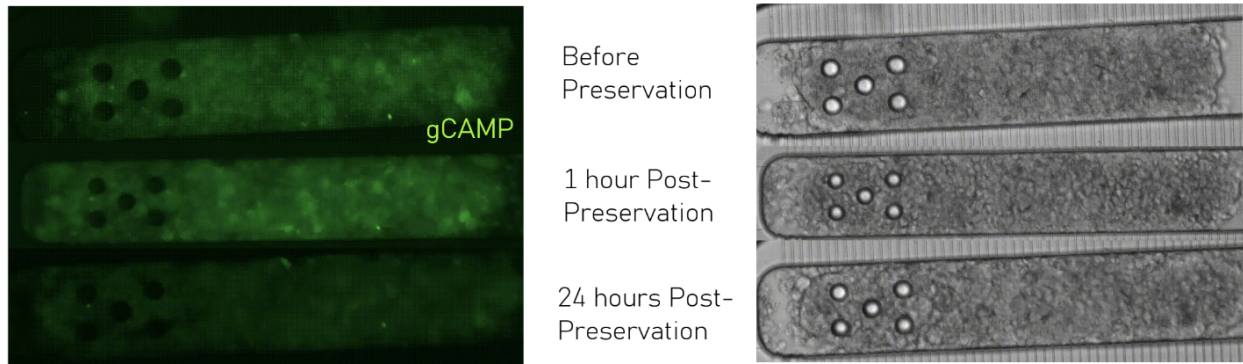 Before
Preservation
gCAMP
1 hour Post-
Preservation
24 hours Post-
Preservation